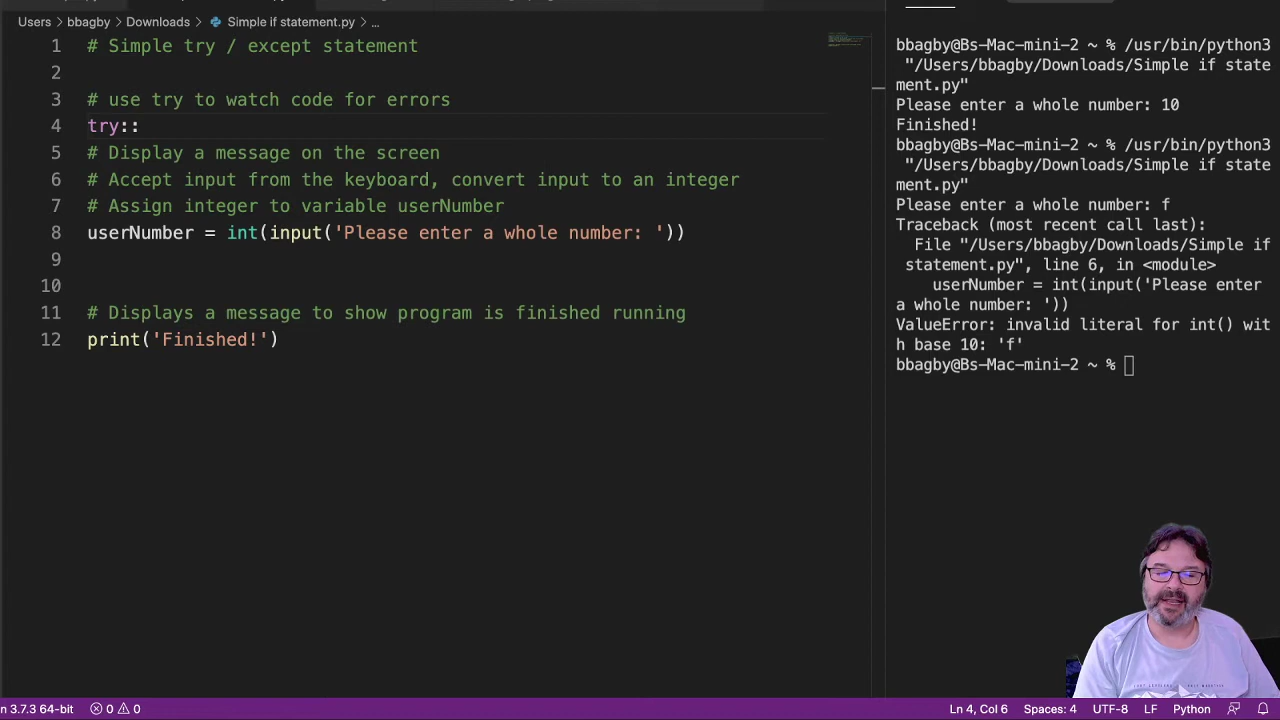 Users > bbagby > Downloads > Simple if statement.py > ...
1 # Simple try / except statement
2
3 # use try to watch code for errors
4 try::
5 # Display a message on the screen
6 # Accept input from the keyboard, convert input to an integer
7 # Assign integer to variable userNumber
8 userNumber = int(input('Please enter a whole number: '))
9
10
11 # Displays a message to show program is finished running
12 print('Finished!')
bbagby@Bs-Mac-mini-2 ~ % /usr/bin/python3
"/Users/bbagby/Downloads/Simple if state
ment.py"
Please enter a whole number: 10
Finished!
bbagby@Bs-Mac-mini-2 ~ % /usr/bin/python3
"/Users/bbagby/Downloads/Simple if state
ment.py"
Please enter a whole number: f
Traceback (most recent call last):
File "/Users/bbagby/Downloads/Simple if
statement.py", line 6, in <module>
userNumber = int(input('Please enter
a whole number: '))
ValueError: invalid literal for int() wit
h base 10: 'f'
bbagby@Bs-Mac-mini-2 ~ %
n 3.7.3 64-bit 0 0 Ln 4, Col 6 Spaces: 4 UTF-8 LF Python